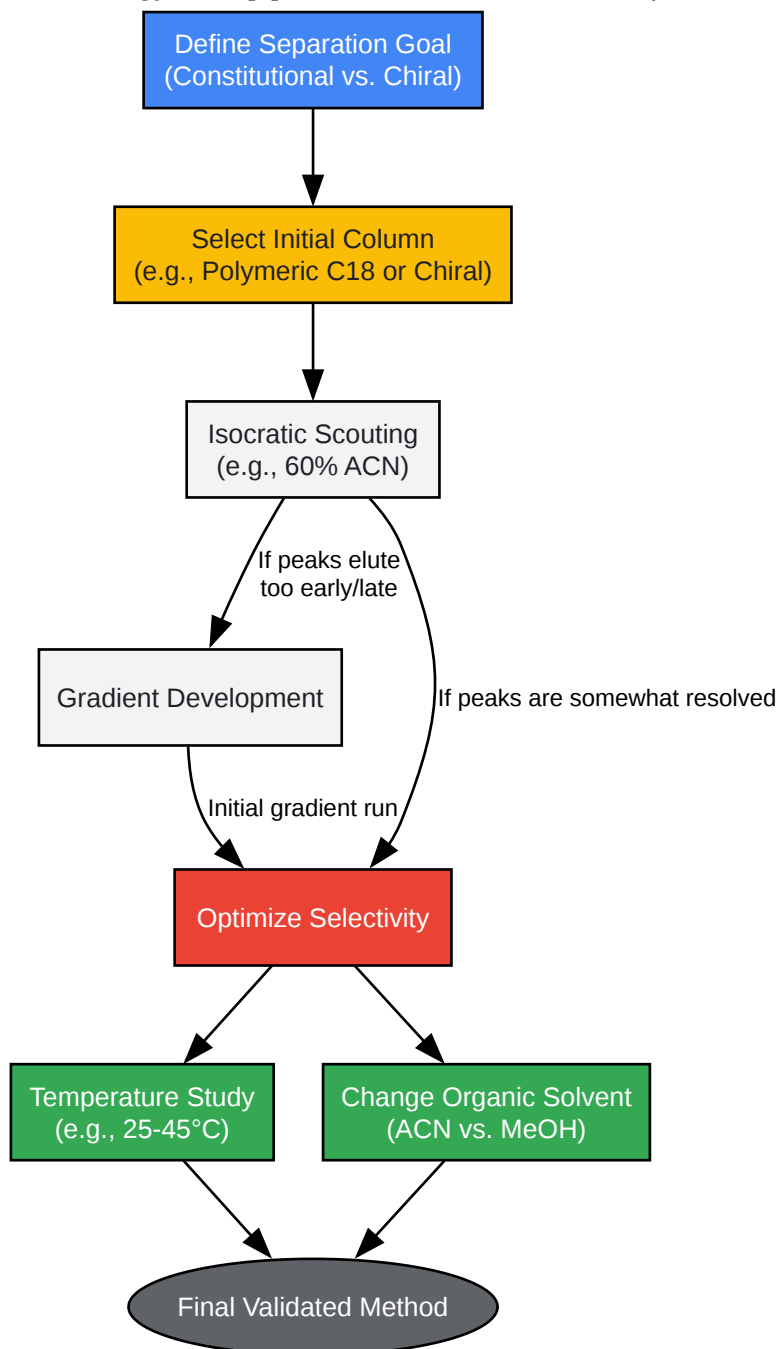 Define Separation Goal
(Constitutional vs. Chiral)
Select Initial Column
(e.g., Polymeric C18 or Chiral)
Isocratic Scouting
(e.g., 60% ACN)
If peaks elute
too early/late
Gradient Development
If peaks are somewhat resolved
Initial gradient run
Optimize Selectivity
Temperature Study
(e.g., 25-45°C)
Change Organic Solvent
(ACN vs. MeOH)
Final Validated Method